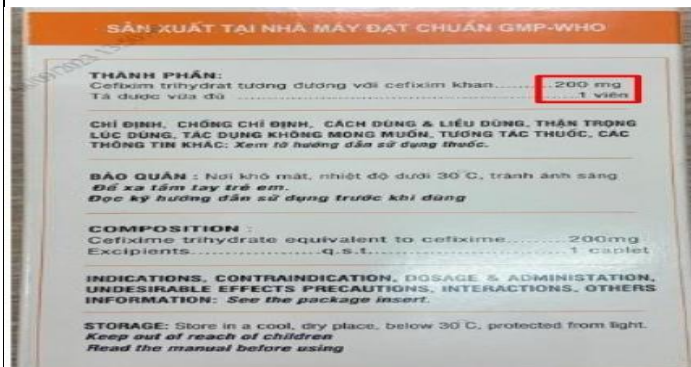 SẢN XUẤT TẠI NHÀ MÁY ĐẠT CHUẨN GMP-WHO
THÀNH PHẦN:
Cefixim trihydrat tương đương với cefixim khan..........200 mg
Tá dược vừa đủ ..........1 viên
CHỈ ĐỊNH, CHỐNG CHỈ ĐỊNH, CÁCH DÙNG & LIỀU DÙNG, THẬN TRỌNG
LÚC DÙNG, TÁC DỤNG KHÔNG MONG MUỐN, TƯƠNG TÁC THUỐC, CÁC
THÔNG TIN KHÁC: Xem tờ hướng dẫn sử dụng thuốc.
BẢO QUẢN : Nơi khô mát, nhiệt độ dưới 30°C, tránh ánh sáng
Để xa tầm tay trẻ em.
Đọc kỹ hướng dẫn sử dụng trước khi dùng
COMPOSITION :
Cefixime trihydrate equivalent to cefixime........200mg
Excipients....................q.s.t....................1 caplet
INDICATIONS, CONTRAINDICATION, DOSAGE & ADMINISTRATION,
UNDESIRABLE EFFECTS PRECAUTIONS, INTERACTIONS, OTHERS
INFORMATION: See the package insert.
STORAGE: Store in a cool, dry place, below 30°C, protected from light.
Keep out of reach of children
Read the manual before using